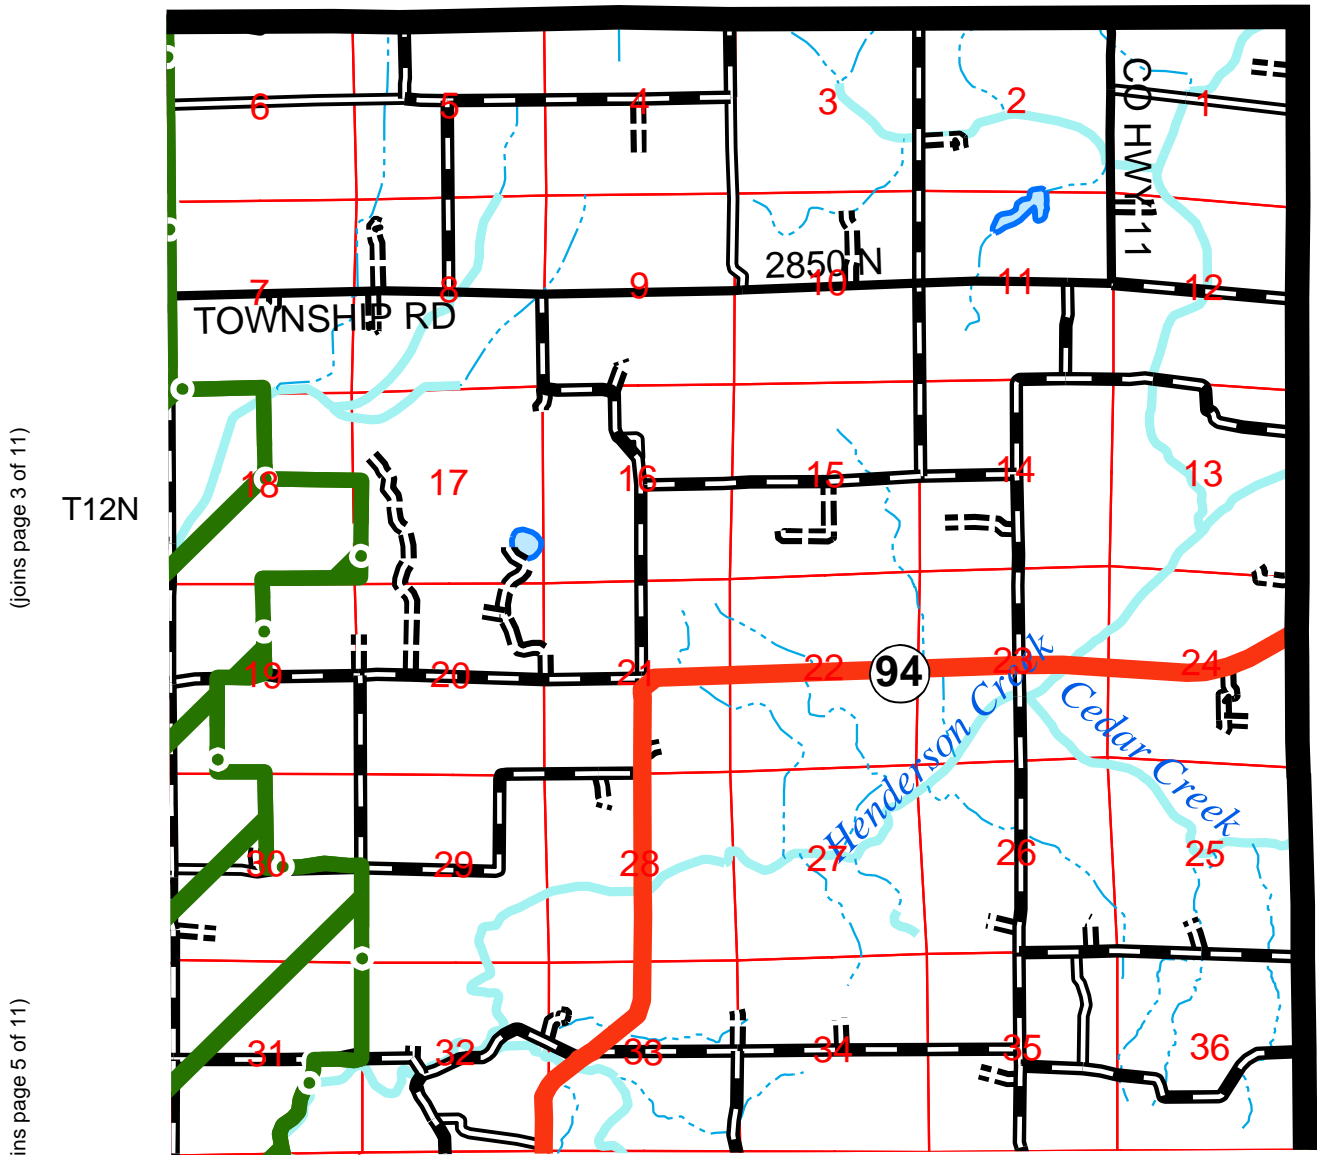 6 5 4 3 2 1
CO HWY 11
7 8 9 10 11 12
2850 N
TOWNSHIP RD
18 17 16 15 14 13
T12N
(joins page 3 of 11)
19 20 21 22 23 24
94
Henderson Creek
Cedar Creek
30 29 28 27 26 25
31 32 33 34 35 36
ins page 5 of 11)